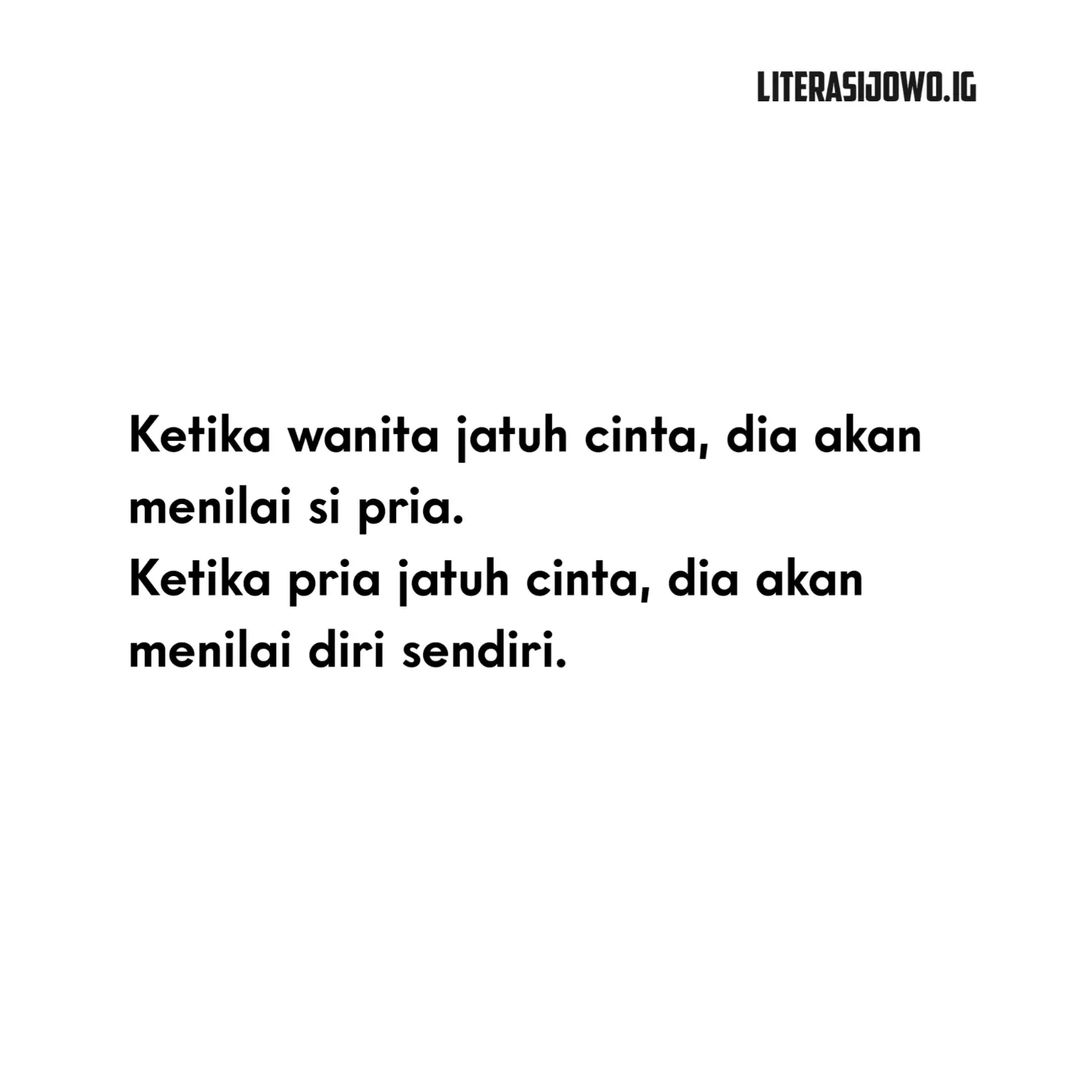 LITERASIJOWO.IG
Ketika wanita jatuh cinta, dia akan
menilai si pria.
Ketika pria jatuh cinta, dia akan
menilai diri sendiri.